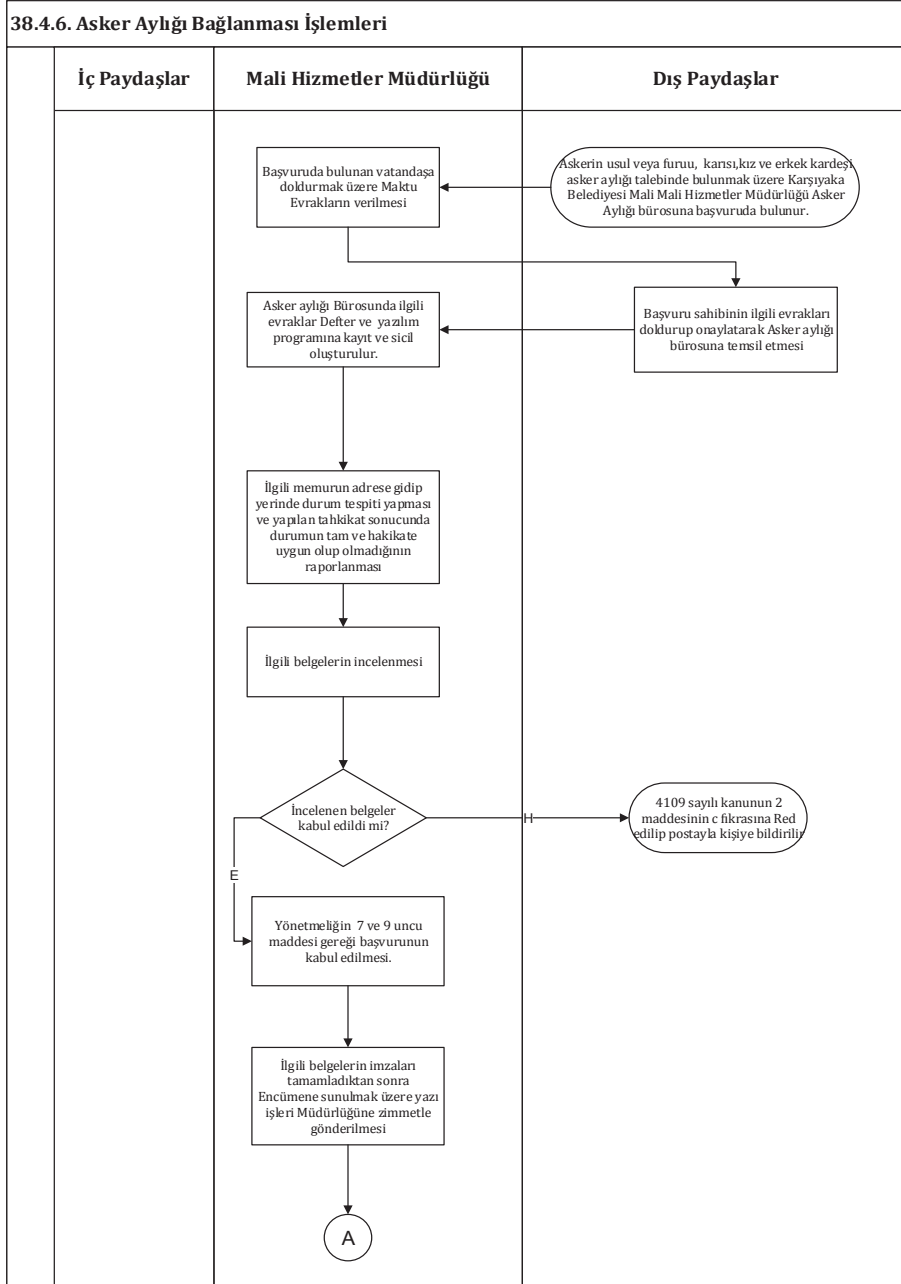 38.4.6. Asker Aylığı Bağlanması İşlemleri
İç Paydaşlar
Mali Hizmetler Müdürlüğü
Dış Paydaşlar
Askerin usul veya furuu, karısı,kız ve erkek kardeşi
asker aylığı talebinde bulunmak üzere Karşıyaka
Belediyesi Mali Mali Hizmetler Müdürlüğü Asker
Aylığı bürosuna başvuruda bulunur.
Başvuruda bulunan vatandaşa
doldurmak üzere Maktu
Evrakların verilmesi
Başvuru sahibinin ilgili evrakları
doldurup onaylatarak Asker aylığı
bürosuna temsil etmesi
Asker aylığı Bürosunda ilgili
evraklar Defter ve yazılım
programına kayıt ve sicil
oluşturulur.
İlgili memurun adrese gidip
yerinde durum tespiti yapması
ve yapılan tahkikat sonucunda
durumun tam ve hakikate
uygun olup olmadığının
raporlanması
İlgili belgelerin incelenmesi
İncelenen belgeler
kabul edildi mi?
H
4109 sayılı kanunun 2
maddesinin c fıkrasına Red
edilip postayla kişiye bildirilir
E
Yönetmeliğin 7 ve 9 uncu
maddesi gereği başvurunun
kabul edilmesi.
İlgili belgelerin imzaları
tamamladıktan sonra
Encümene sunulmak üzere yazı
işleri Müdürlüğüne zimmetle
gönderilmesi
A